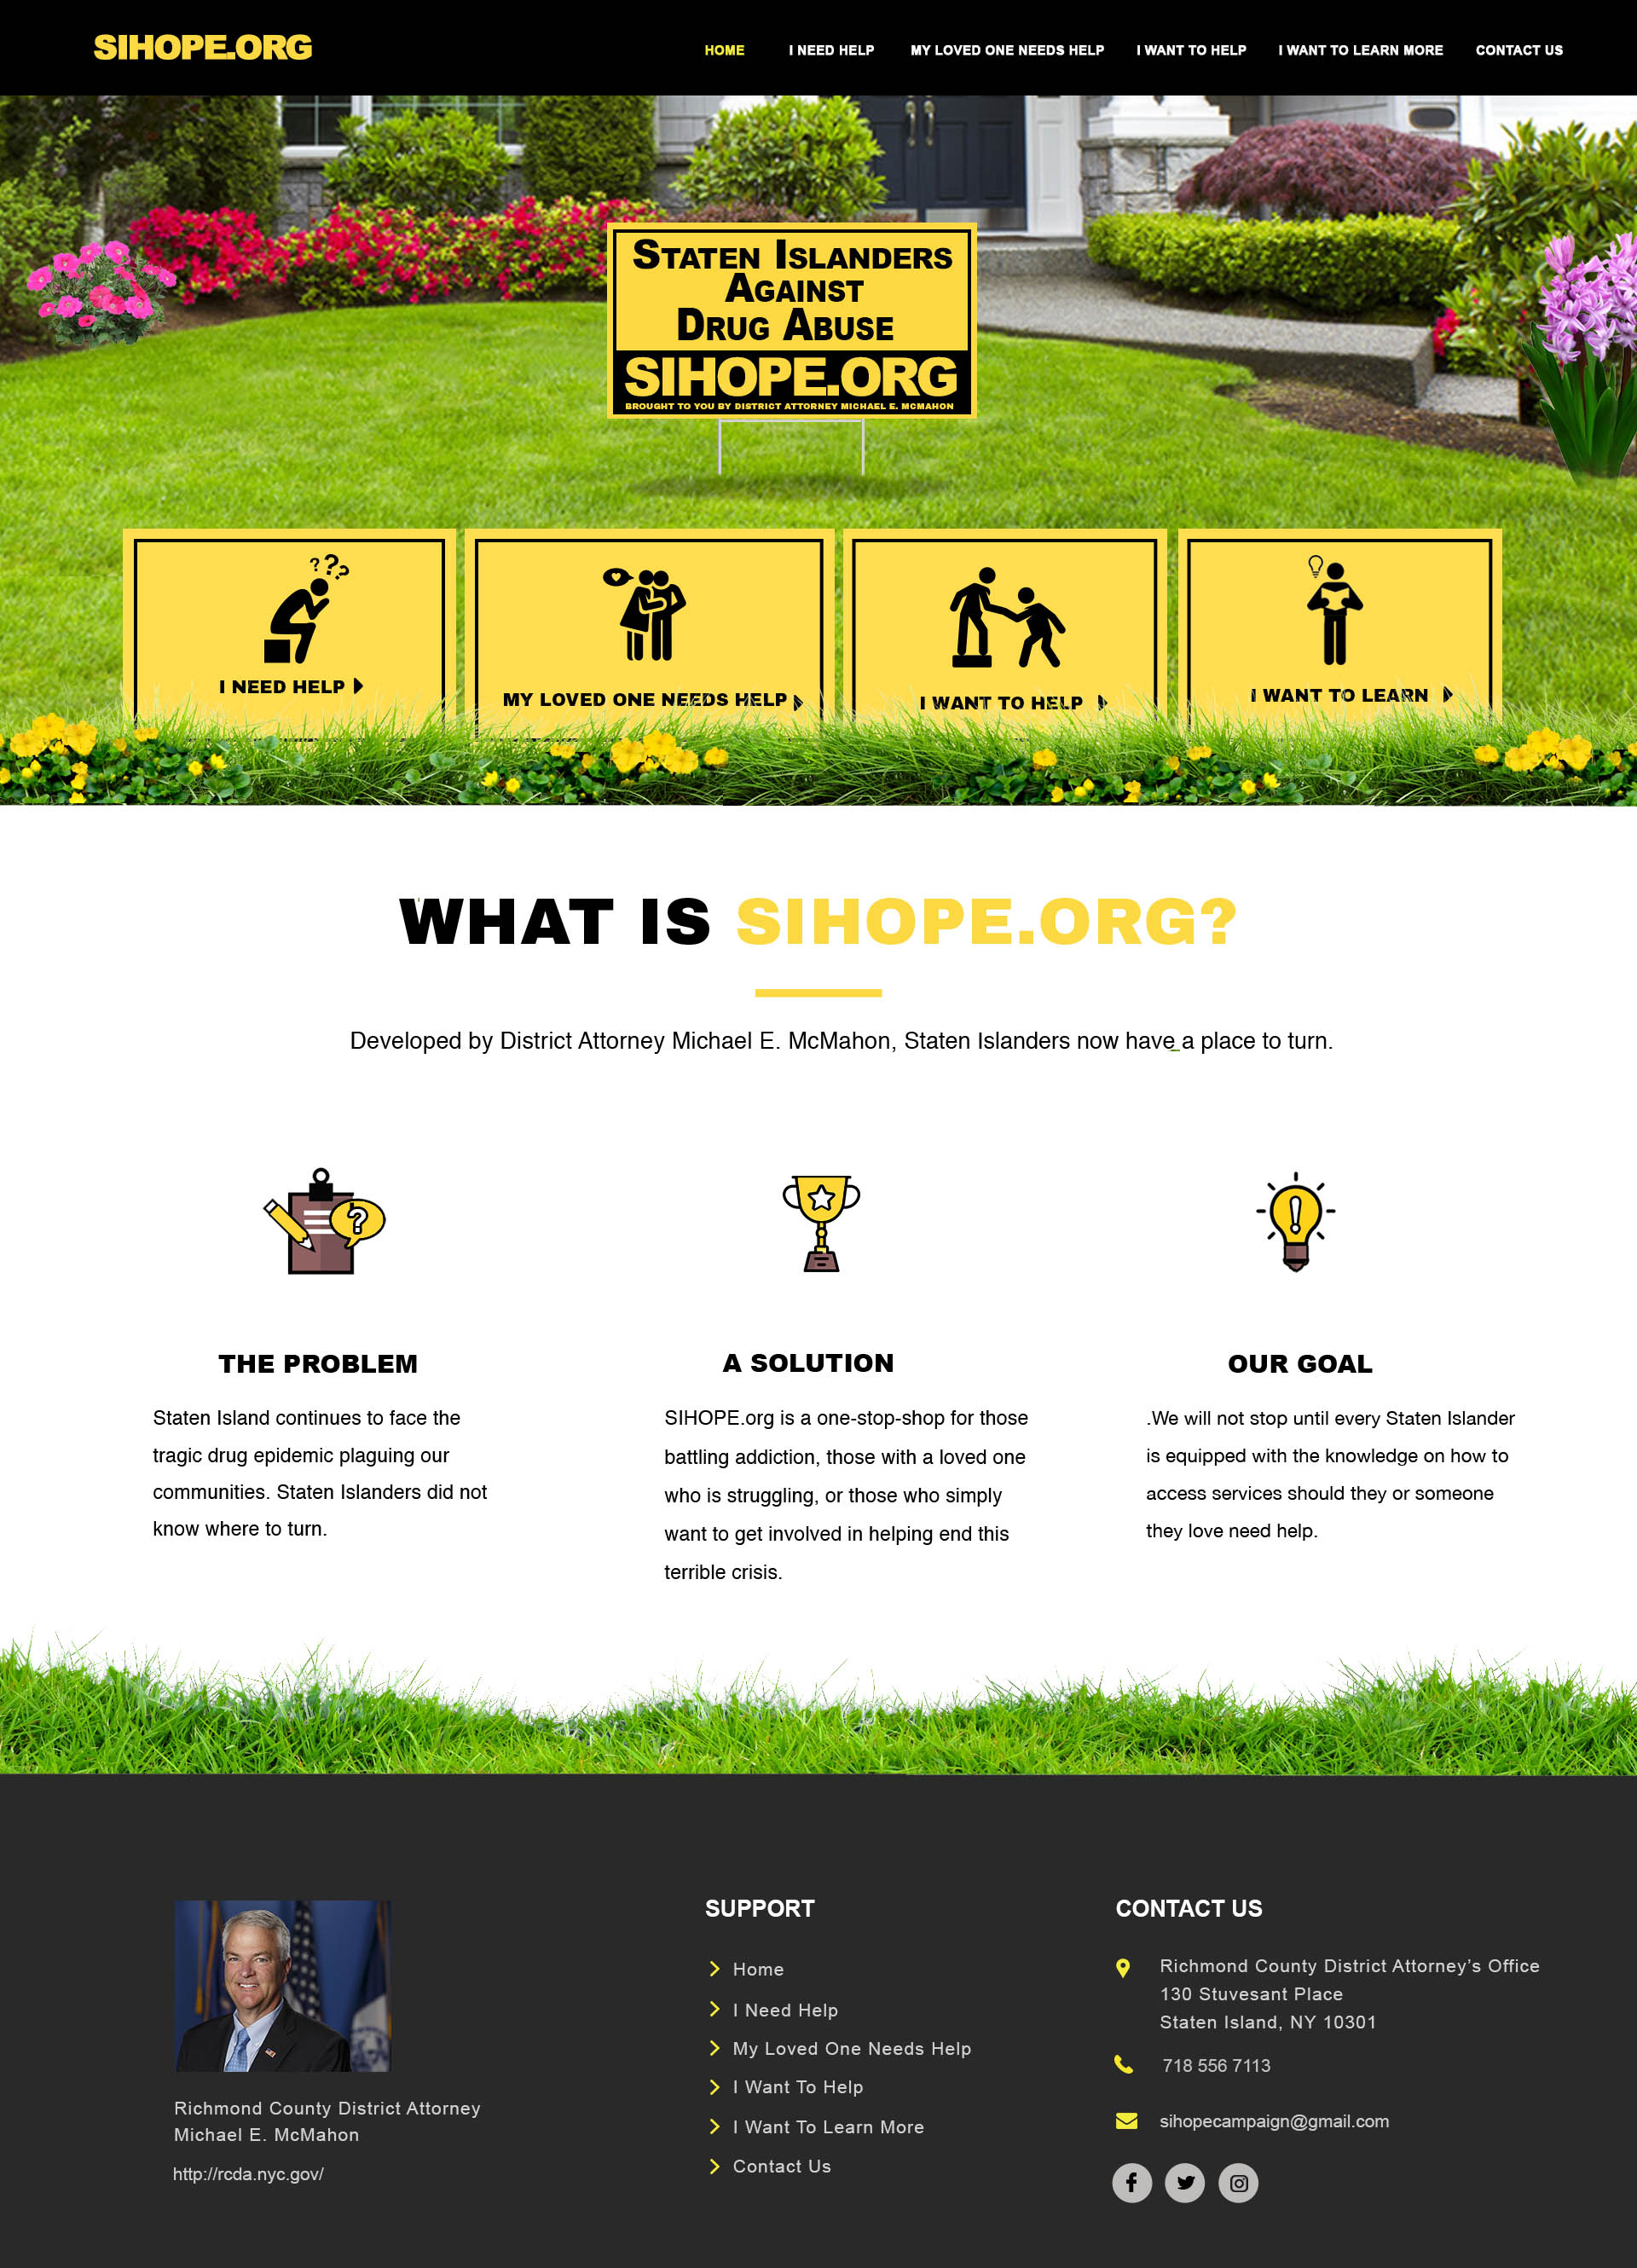 SIHOPE.ORG
HOME
I NEED HELP
MY LOVED ONE NEEDS HELP
I WANT TO HELP
I WANT TO LEARN MORE
CONTACT US
STATEN ISLANDERS
AGAINST
DRUG ABUSE
SIHOPE.ORG
BROUGHT TO YOU BY DISTRICT ATTORNEY MICHAEL E. MCMAHON
? ? ?
I NEED HELP
MY LOVED ONE NEEDS HELP
I WANT TO HELP
I WANT TO LEARN
WHAT IS SIHOPE.ORG?
Developed by District Attorney Michael E. McMahon, Staten Islanders now have a place to turn.
?
!
THE PROBLEM
Staten Island continues to face the
tragic drug epidemic plaguing our
communities. Staten Islanders did not
know where to turn.
A SOLUTION
SIHOPE.org is a one-stop-shop for those
battling addiction, those with a loved one
who is struggling, or those who simply
want to get involved in helping end this
terrible crisis.
OUR GOAL
.We will not stop until every Staten Islander
is equipped with the knowledge on how to
access services should they or someone
they love need help.
Richmond County District Attorney
Michael E. McMahon
http://rcda.nyc.gov/
SUPPORT
Home
I Need Help
My Loved One Needs Help
I Want To Help
I Want To Learn More
Contact Us
CONTACT US
Richmond County District Attorney’s Office
130 Stuvesant Place
Staten Island, NY 10301
718 556 7113
sihopecampaign@gmail.com